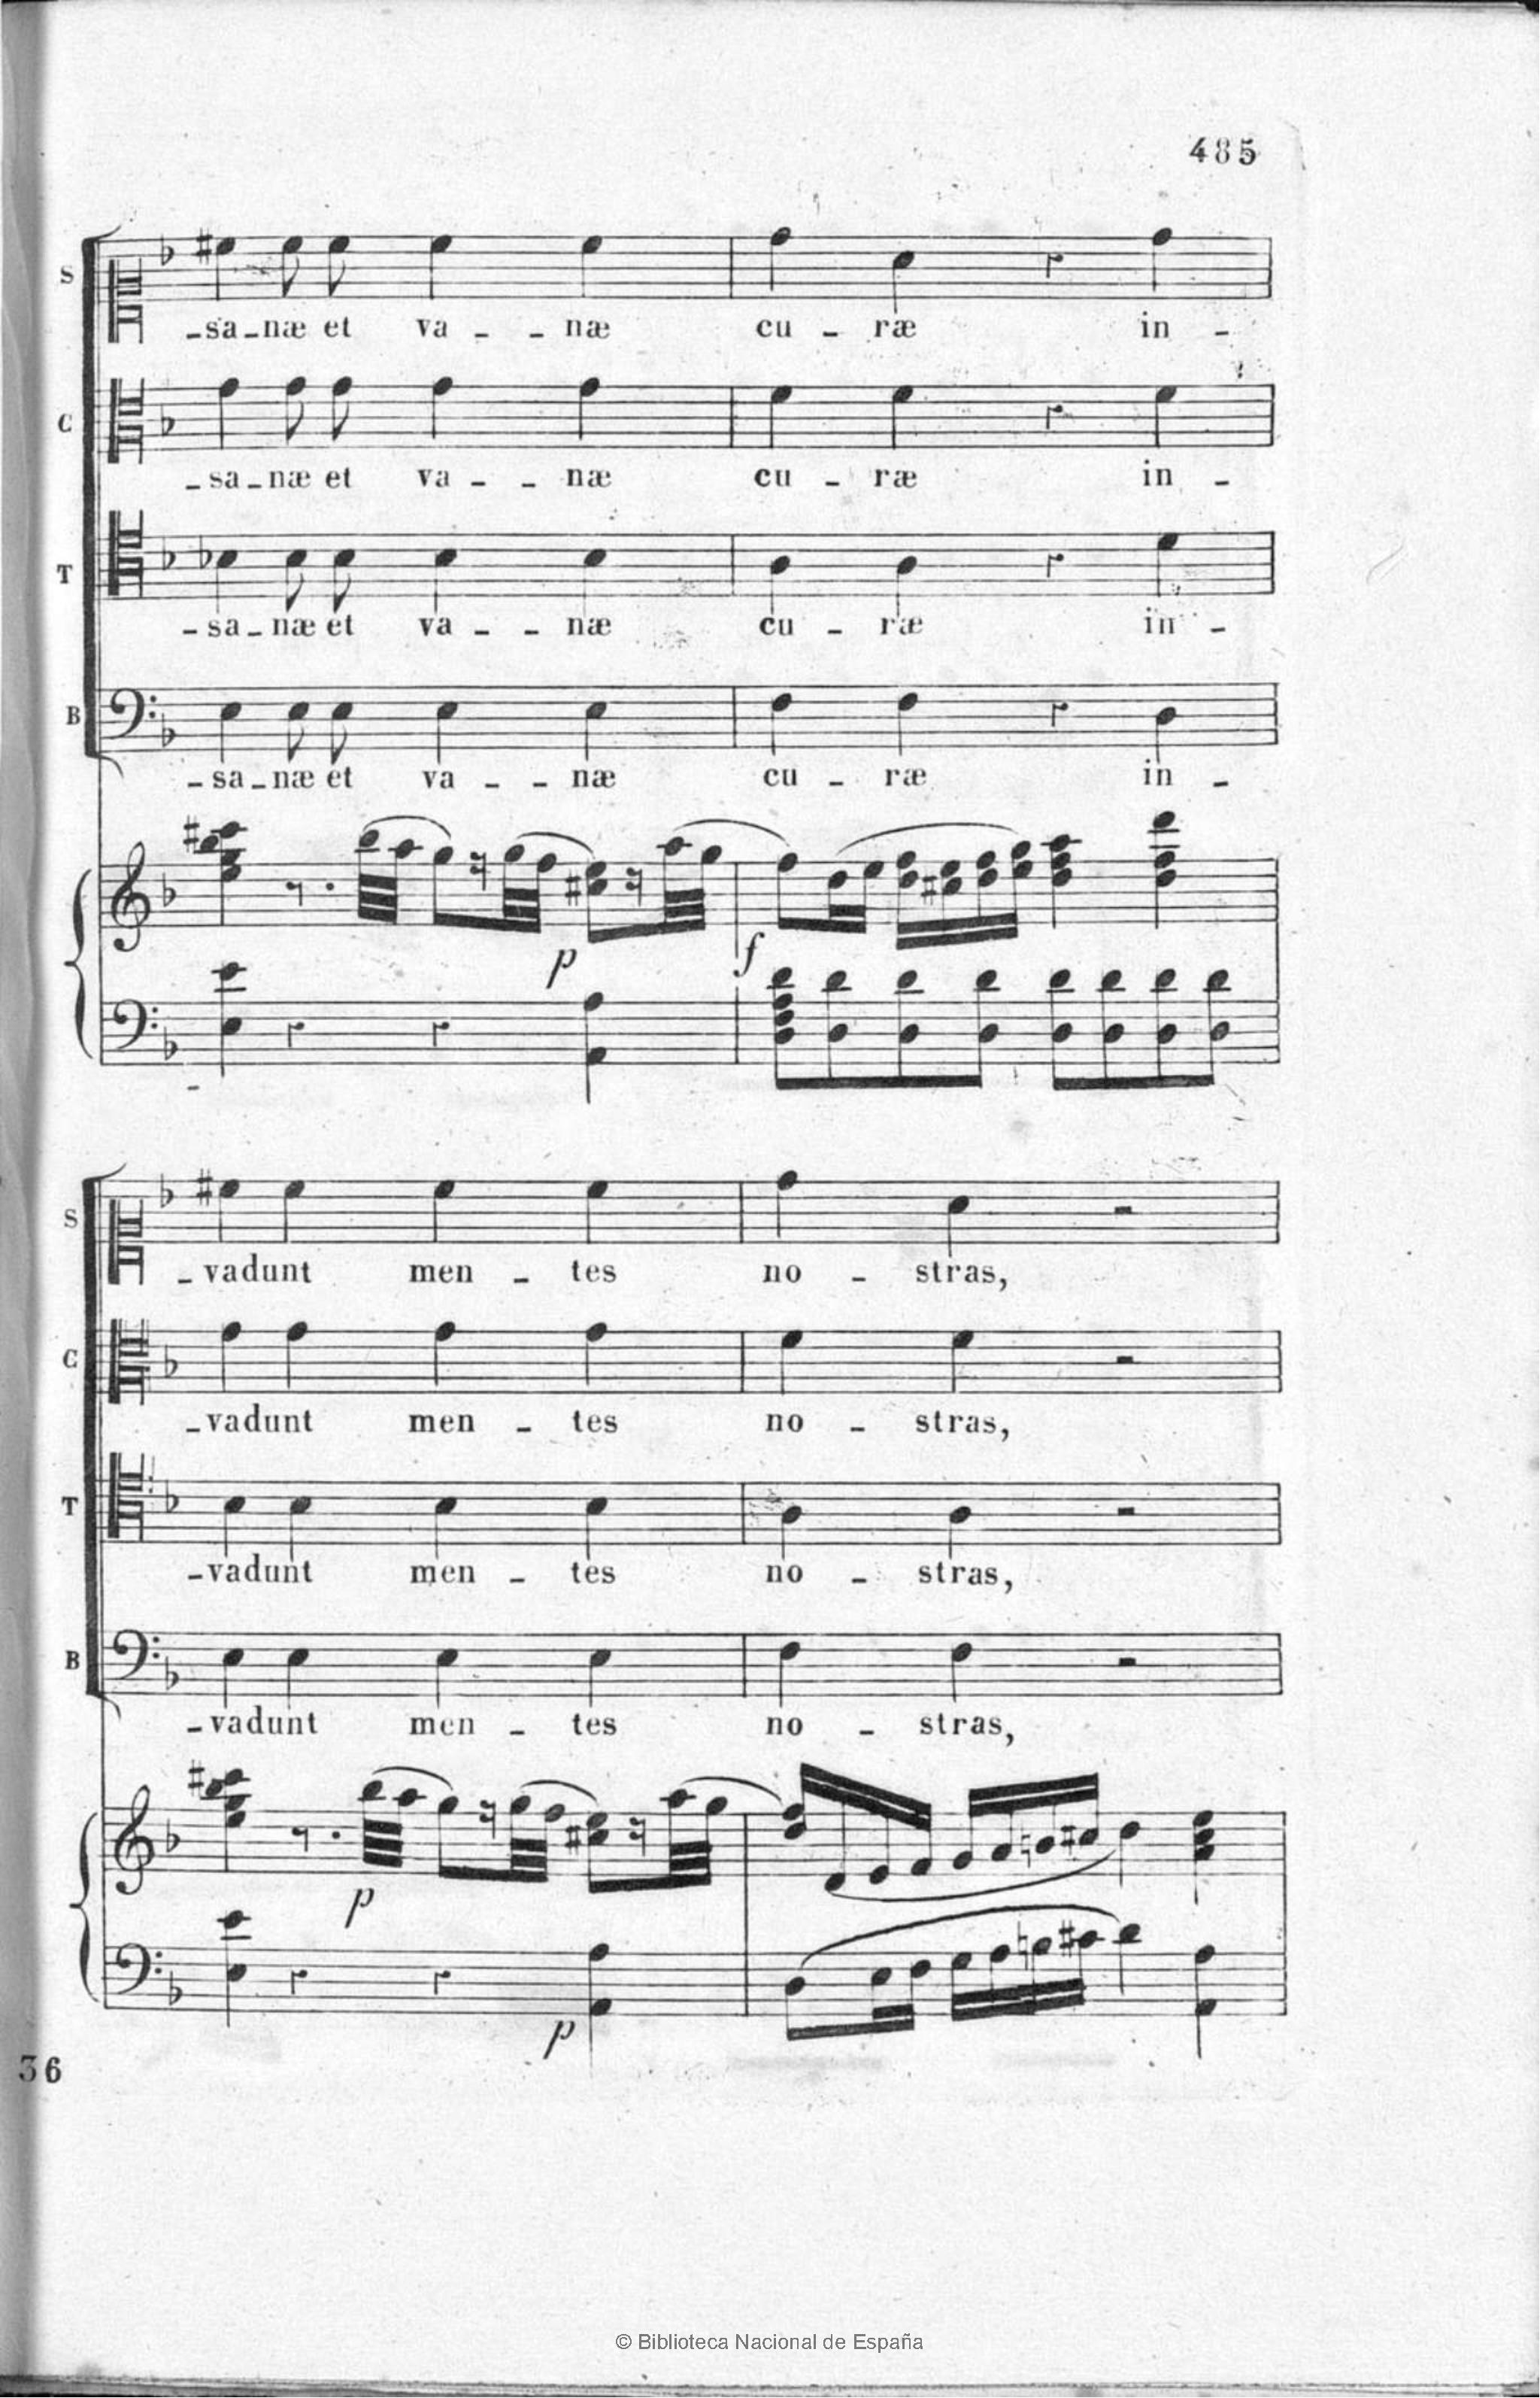 485
S
-sa-næ et va - - næ cu - ræ in -
C
-sa-næ et va - - næ cu - ræ in -
T
-sa-næ et va - - næ cu - ræ in -
B
-sa-næ et va - - næ cu - ræ in -
p f
S
-vadunt men - tes no - stras,
C
-vadunt men - tes no - stras,
T
-vadunt men - tes no - stras,
B
-vadunt men - tes no - stras,
p
p
36
© Biblioteca Nacional de España